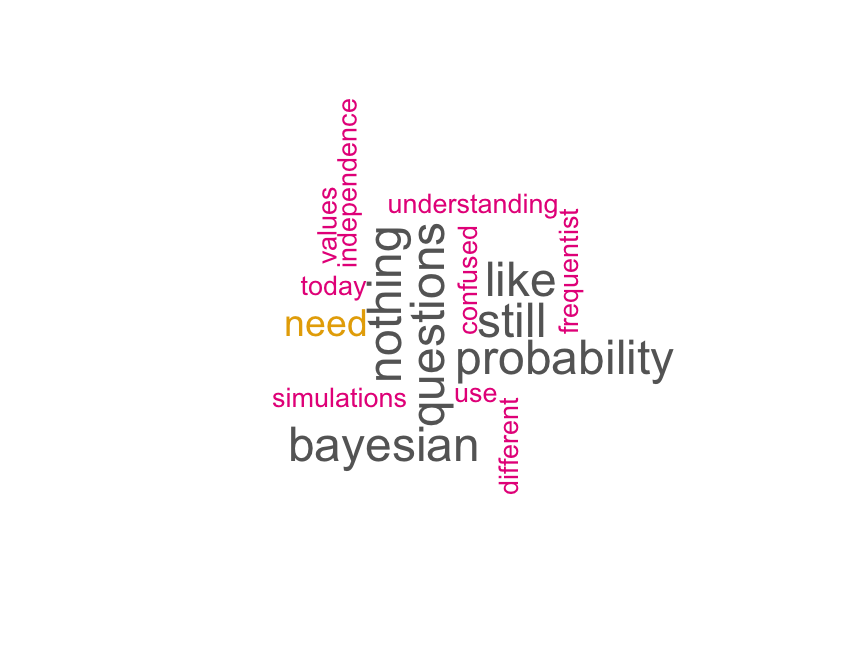 independence
values
understanding
frequentist
nothing
questions
confused
like
today
need
still
probability
simulations
use
different
bayesian